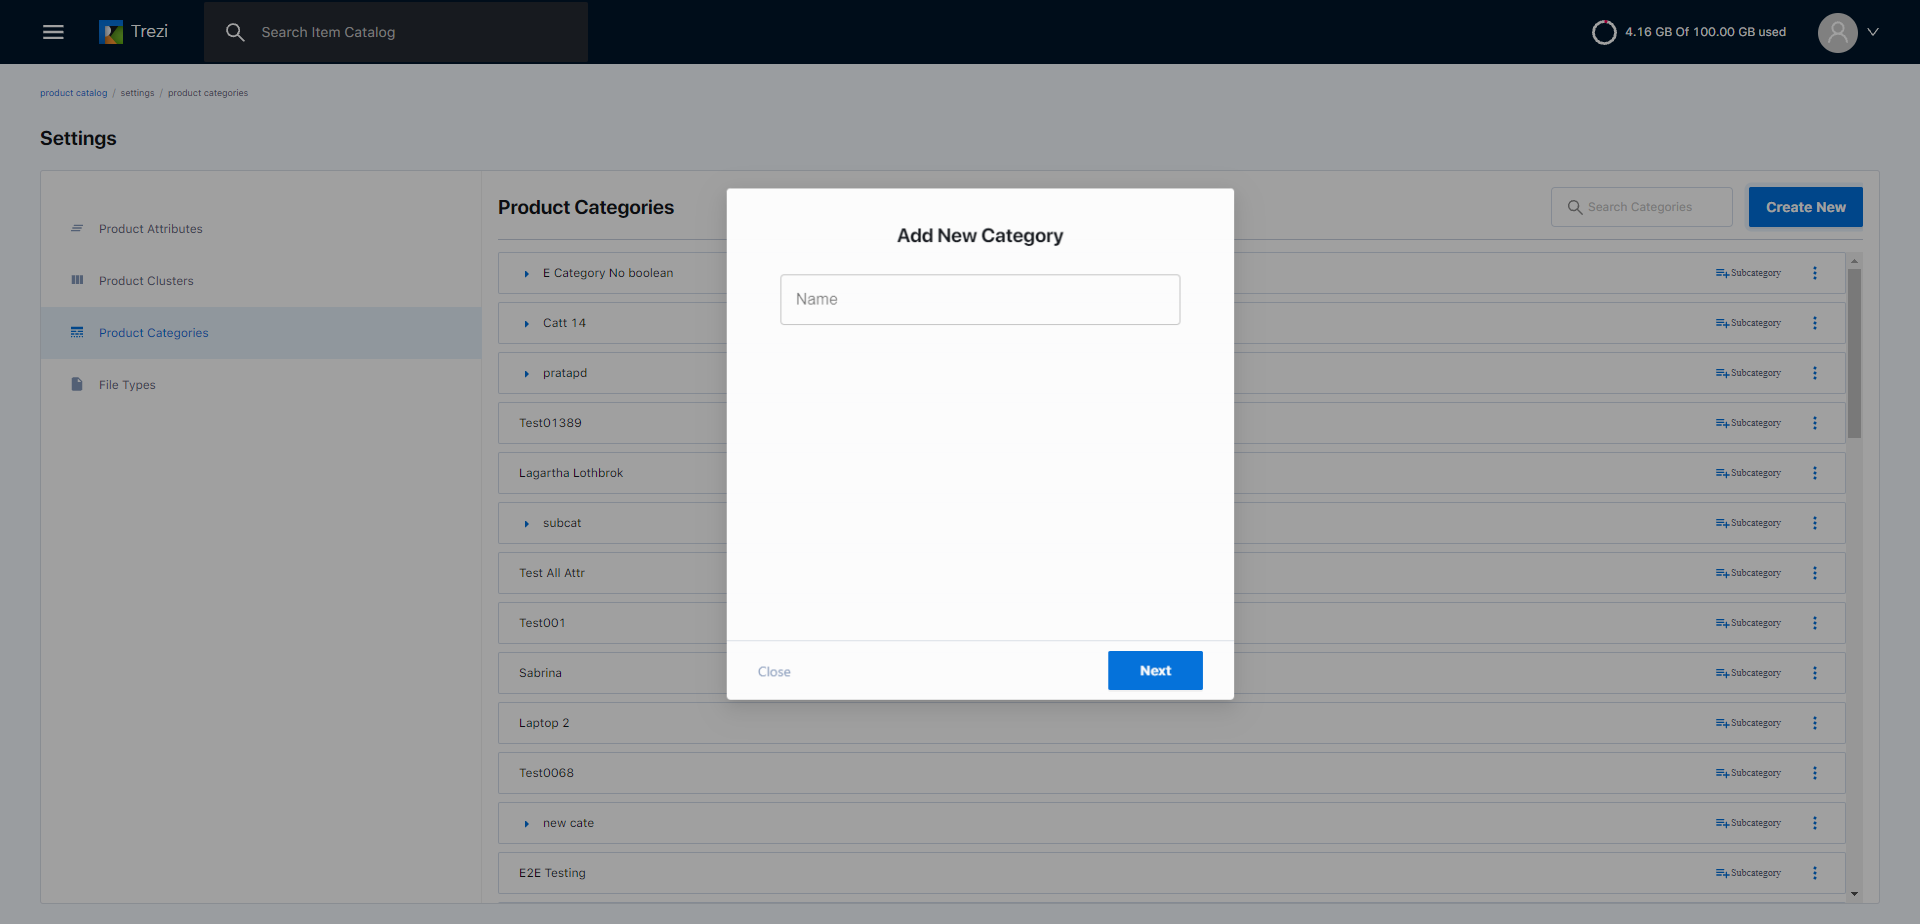 Trezi
Search Item Catalog
4.16 GB Of 100.00 GB used
product catalog / settings / product categories
Settings
Product Attributes
Product Clusters
Product Categories
File Types
Product Categories
Search Categories
Create New
E Category No boolean
Subcategory
Catt 14
Subcategory
pratapd
Subcategory
Test01389
Subcategory
Lagartha Lothbrok
Subcategory
subcat
Subcategory
Test All Attr
Subcategory
Test001
Subcategory
Sabrina
Subcategory
Laptop 2
Subcategory
Test0068
Subcategory
new cate
Subcategory
E2E Testing
Subcategory
Add New Category
Name
Close
Next